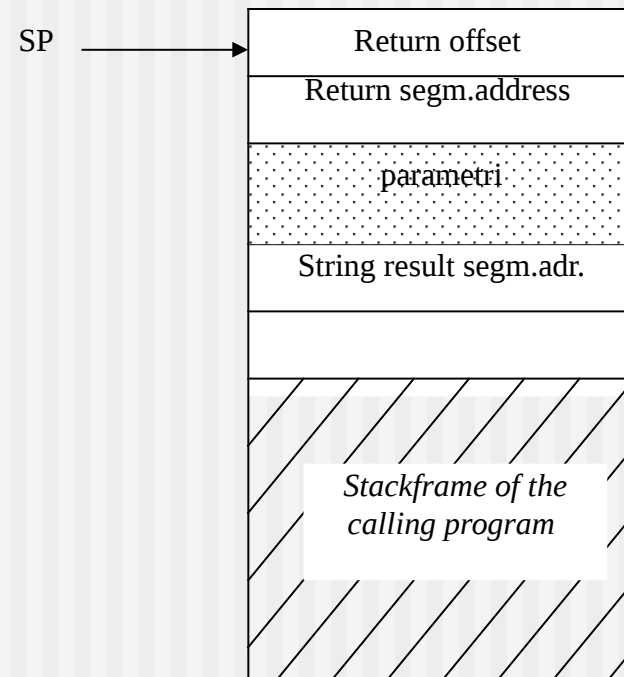 SP
Return offset
Return segm.address
parametri
String result segm.adr.
Stackframe of the
calling program